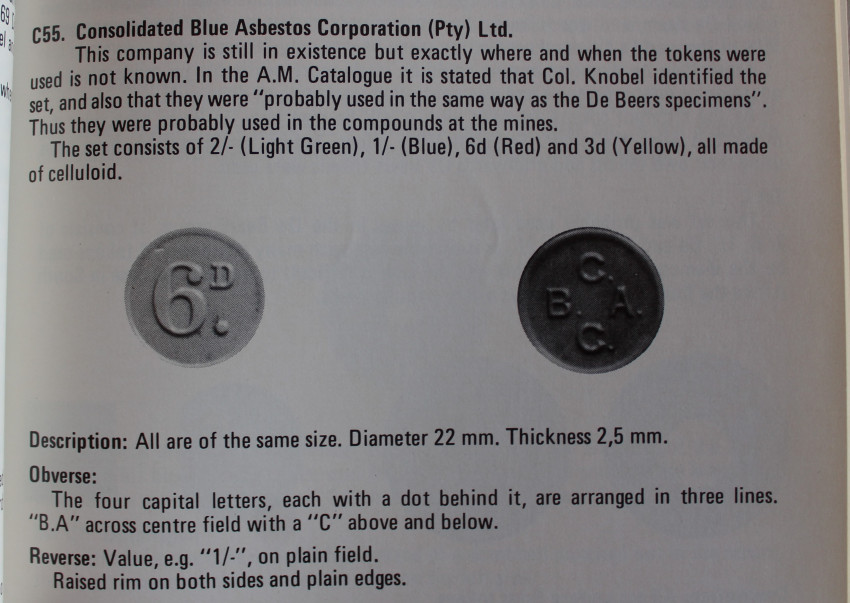 69
C55. Consolidated Blue Asbestos Corporation (Pty) Ltd.
This company is still in existence but exactly where and when the tokens were
used is not known. In the A.M. Catalogue it is stated that Col. Knobel identified the
set, and also that they were "probably used in the same way as the De Beers specimens".
Thus they were probably used in the compounds at the mines.
The set consists of 2/- (Light Green), 1/- (Blue), 6d (Red) and 3d (Yellow), all made
of celluloid.
6D.
C.
B. A.
C.
Description: All are of the same size. Diameter 22 mm. Thickness 2,5 mm.
Obverse:
The four capital letters, each with a dot behind it, are arranged in three lines.
"B.A" across centre field with a "C" above and below.
Reverse: Value, e.g. "1/-", on plain field.
Raised rim on both sides and plain edges.